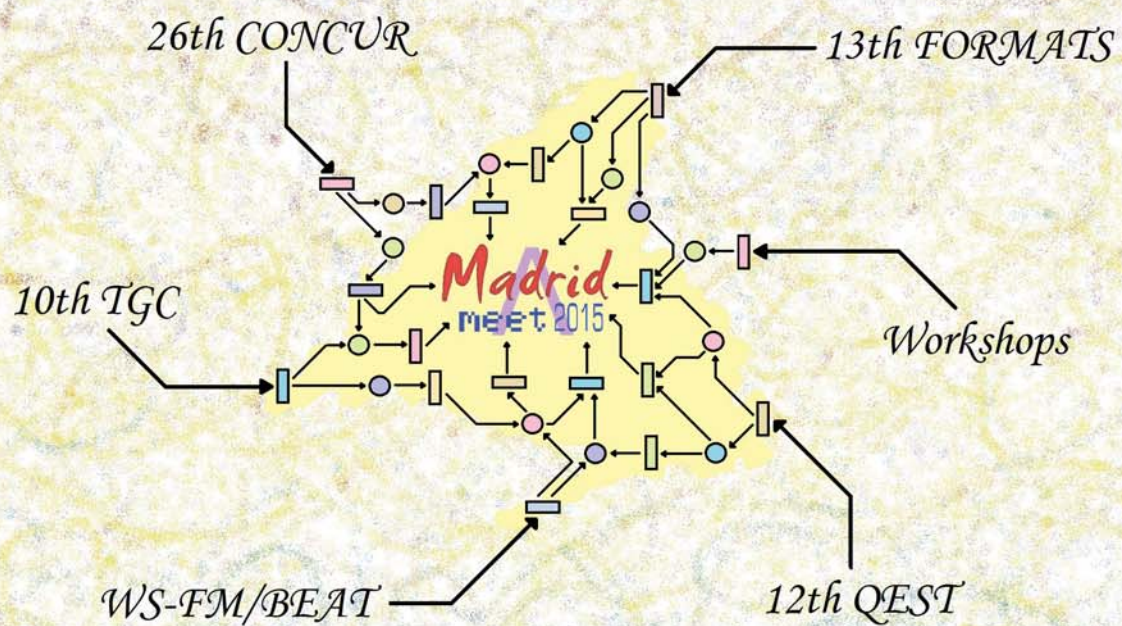 26th CONCUR
13th FORMATS
10th TGC
Madrid
meet 2015
Workshops
WS-FM/BEAT
12th QEST